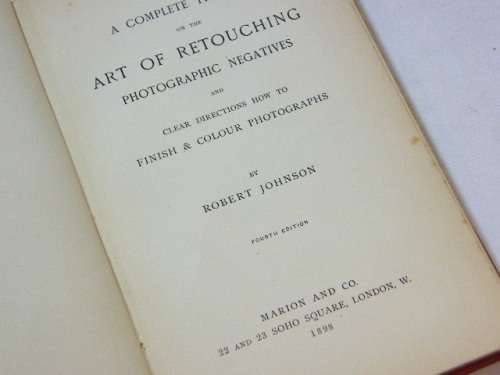 A COMPLETE
ON THE
ART OF RETOUCHING
PHOTOGRAPHIC NEGATIVES
AND
CLEAR DIRECTIONS HOW TO
FINISH & COLOUR PHOTOGRAPHS
BY
ROBERT JOHNSON
FOURTH EDITION
MARION AND CO.
22 AND 23 SOHO SQUARE, LONDON, W.
1898